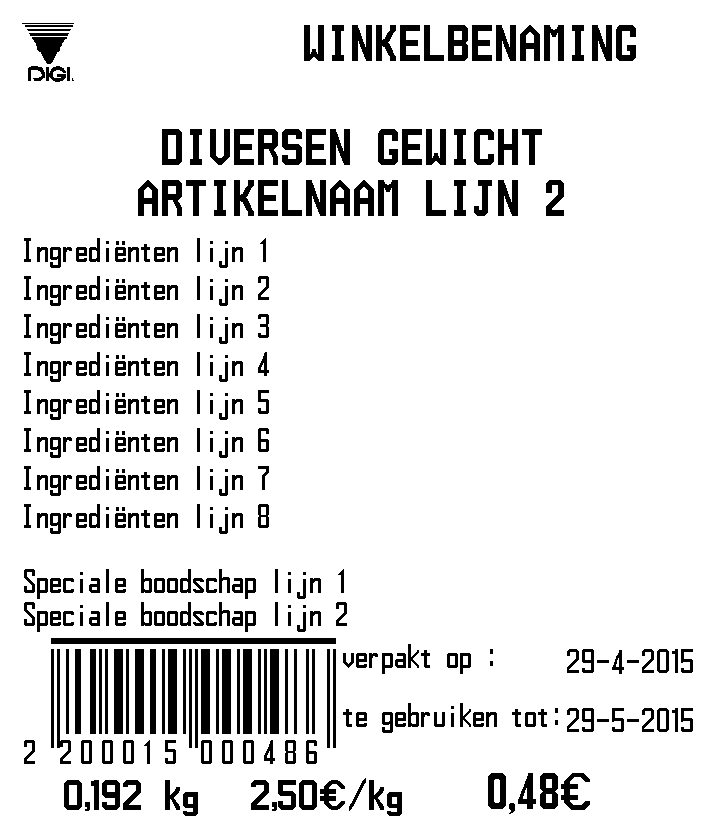 DIGI.
WINKELBENAMING
DIVERSEN GEWICHT
ARTIKELNAAM LIJN 2
Ingrediënten lijn 1
Ingrediënten lijn 2
Ingrediënten lijn 3
Ingrediënten lijn 4
Ingrediënten lijn 5
Ingrediënten lijn 6
Ingrediënten lijn 7
Ingrediënten lijn 8
Speciale boodschap lijn 1
Speciale boodschap lijn 2
verpakt op : 29-4-2015
te gebruiken tot: 29-5-2015
2 200015 000486
0,192 kg 2,50€/kg 0,48€